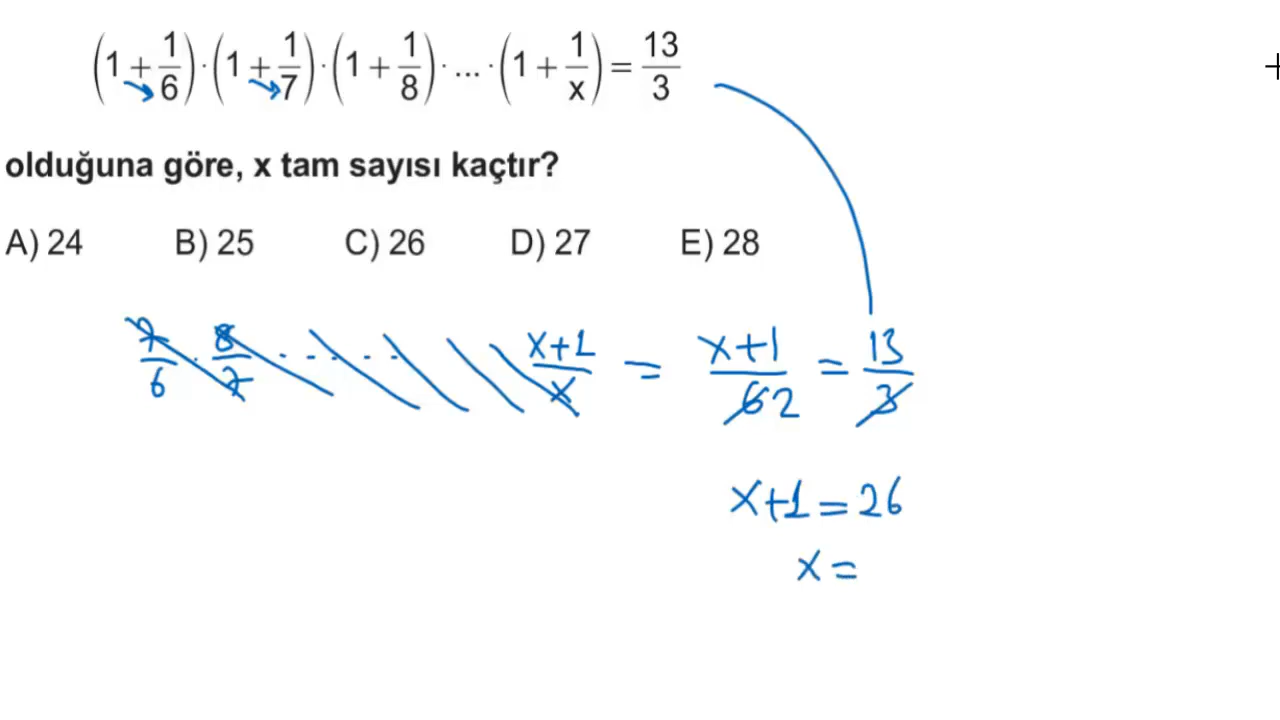 (1 + 1/6) · (1 + 1/7) · (1 + 1/8) · ... · (1 + 1/x) = 13/3
olduğuna göre, x tam sayısı kaçtır?
A) 24 B) 25 C) 26 D) 27 E) 28
7/6 · 8/7 · · · · · x+1/x = x+1/6 2 = 13/3
x+1 = 26
x =